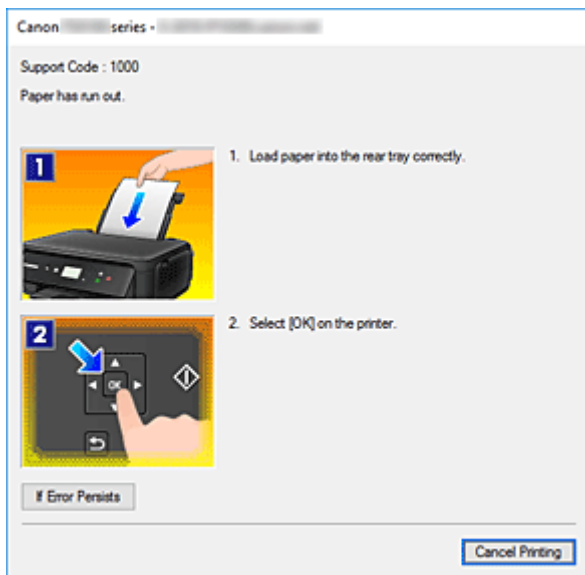 Canon series -
Support Code : 1000
Paper has run out.
1
1. Load paper into the rear tray correctly.
2
2. Select [OK] on the printer.
OK
If Error Persists
Cancel Printing